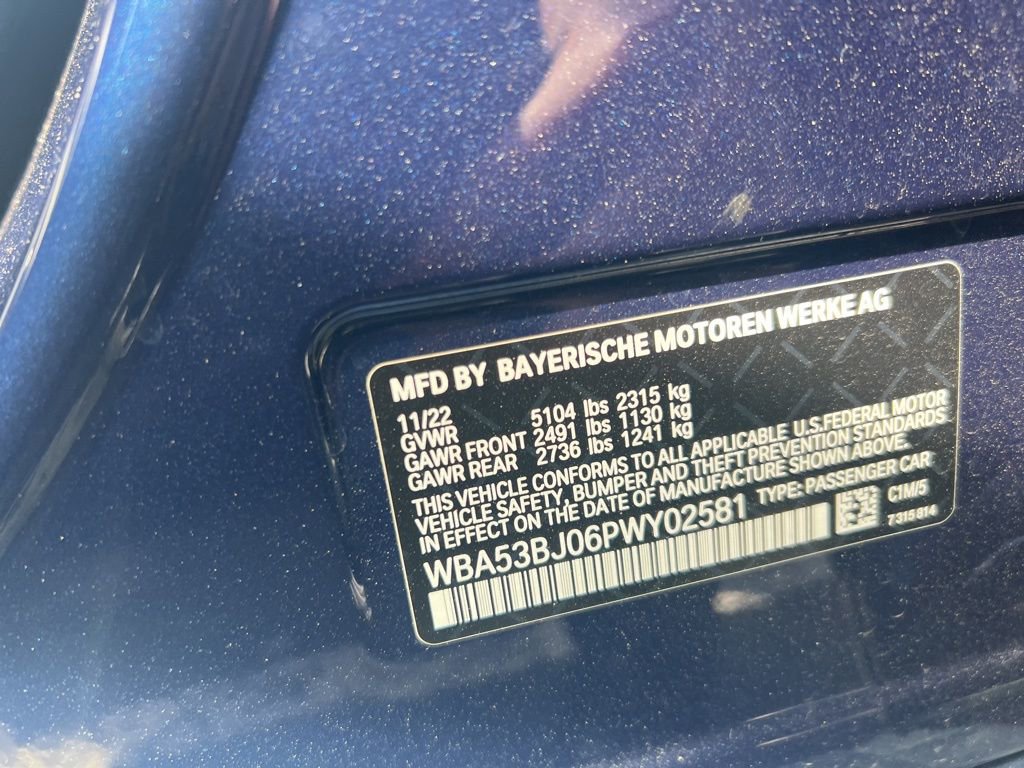 MFD BY BAYERISCHE MOTOREN WERKE AG
11/22
GVWR 5104 lbs 2315 kg
GAWR FRONT 2491 lbs 1130 kg
GAWR REAR 2736 lbs 1241 kg
THIS VEHICLE CONFORMS TO ALL APPLICABLE U.S.FEDERAL MOTOR
VEHICLE SAFETY, BUMPER AND THEFT PREVENTION STANDARDS
IN EFFECT ON THE DATE OF MANUFACTURE SHOWN ABOVE.
WBA53BJ06PWY02581 TYPE: PASSENGER CAR
C1M/5
7315814